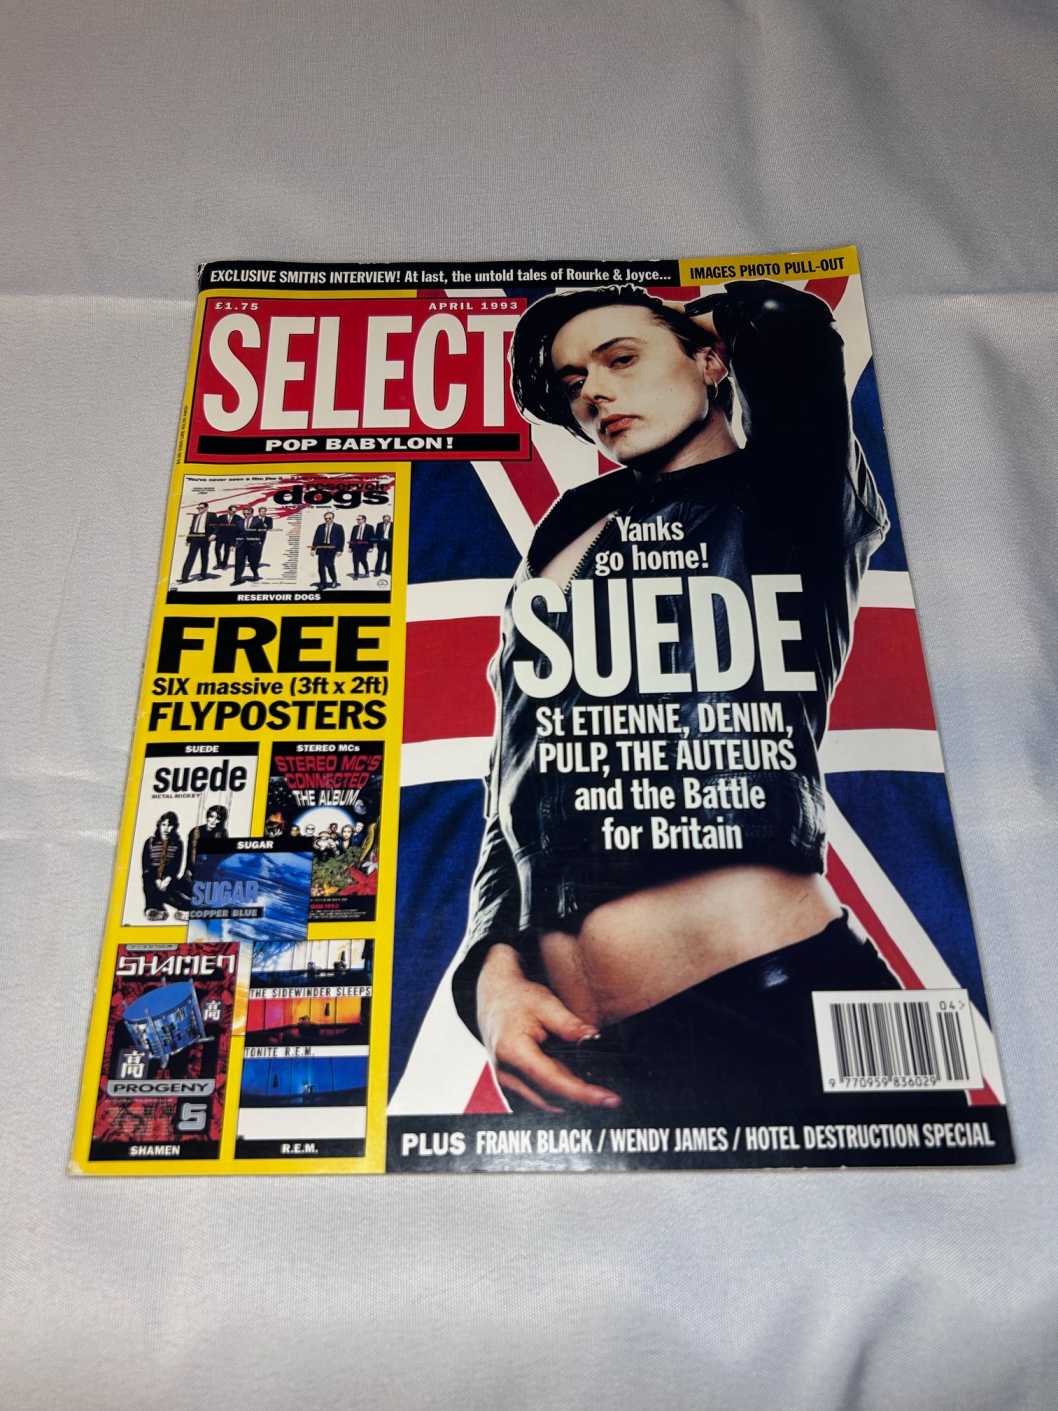 EXCLUSIVE SMITHS INTERVIEW! At last, the untold tales of Rourke & Joyce...
IMAGES PHOTO PULL-OUT
£1.75
APRIL 1993
SELECT
POP BABYLON!
reservoir
dogs
RESERVOIR DOGS
FREE
SIX massive (3ft x 2ft)
FLYPOSTERS
SUEDE
suede
METAL MICKEY
STEREO MCs
STEREO MC'S
CONNECTED
THE ALBUM
SUGAR
SUGAR
COPPER BLUE
SHAMEN
高
高
PROGENY
5
SHAMEN
THE SIDEWINDER SLEEPS
TONITE R.E.M.
R.E.M.
Yanks
go home!
SUEDE
St ETIENNE, DENIM,
PULP, THE AUTEURS
and the Battle
for Britain
04>
9 770959 836029
PLUS FRANK BLACK / WENDY JAMES / HOTEL DESTRUCTION SPECIAL